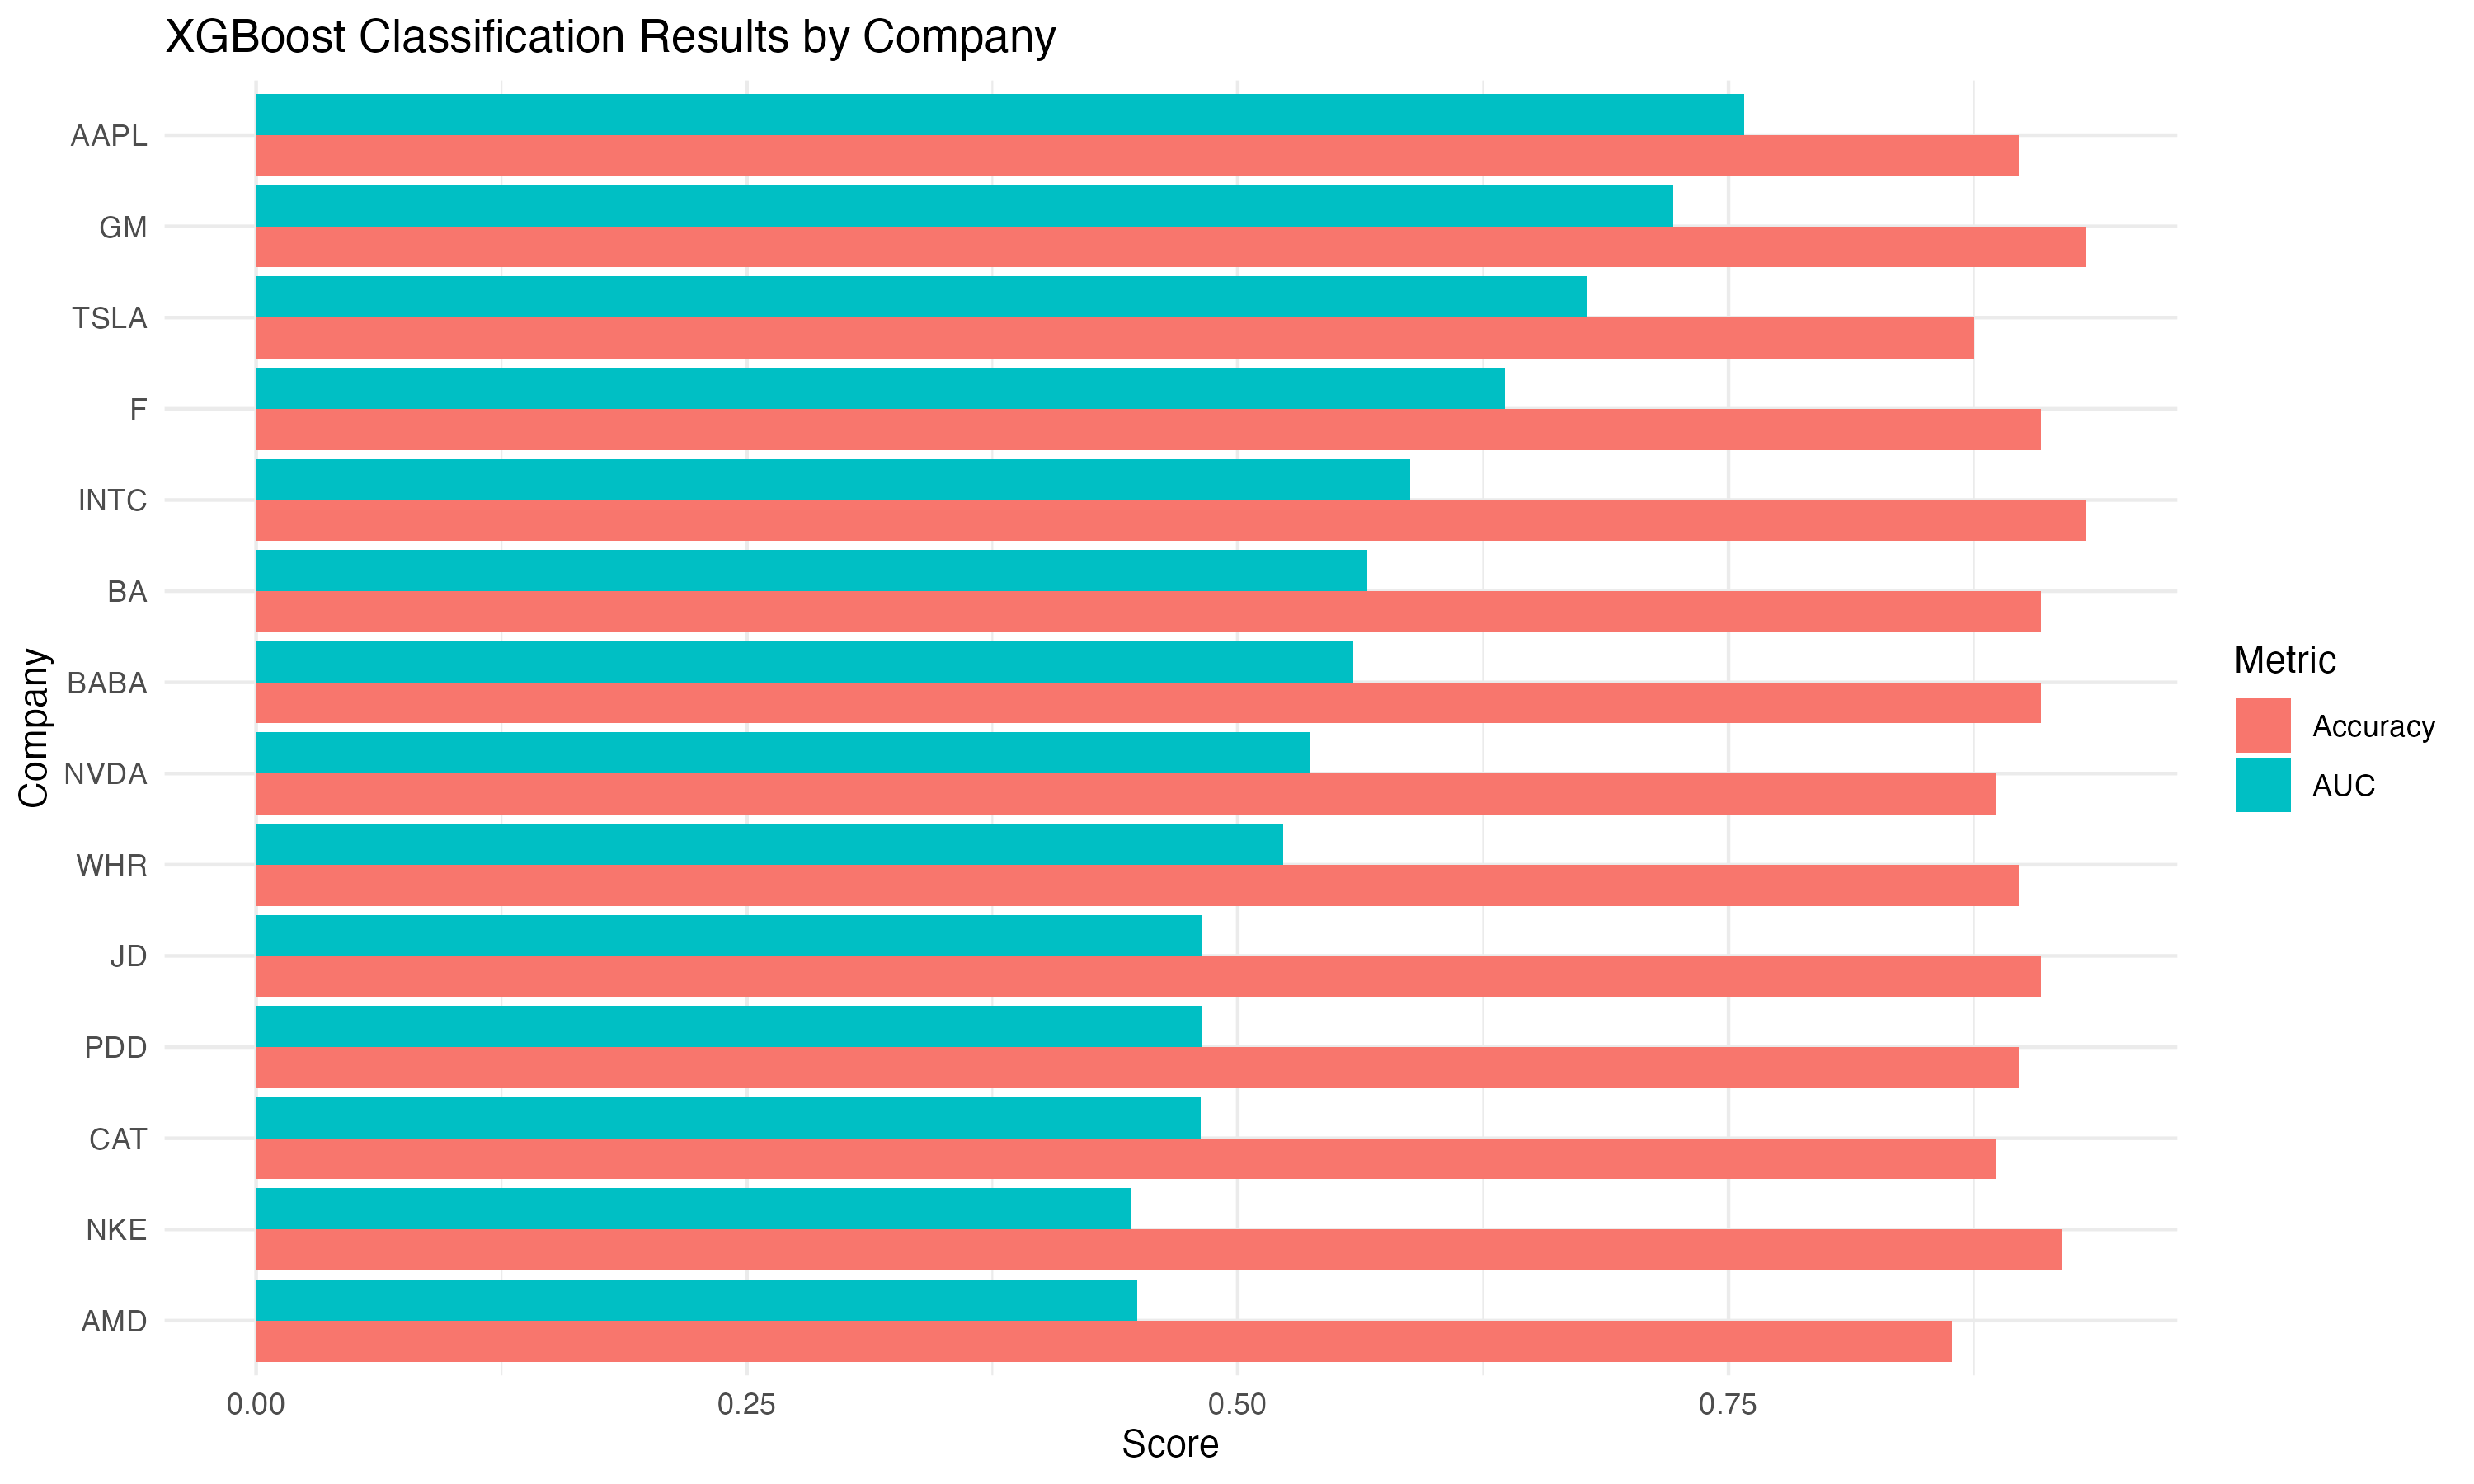 XGBoost Classification Results by Company
Company
AAPL
GM
TSLA
F
INTC
BA
BABA
NVDA
WHR
JD
PDD
CAT
NKE
AMD
0.00 0.25 0.50 0.75
Score
Metric
Accuracy
AUC